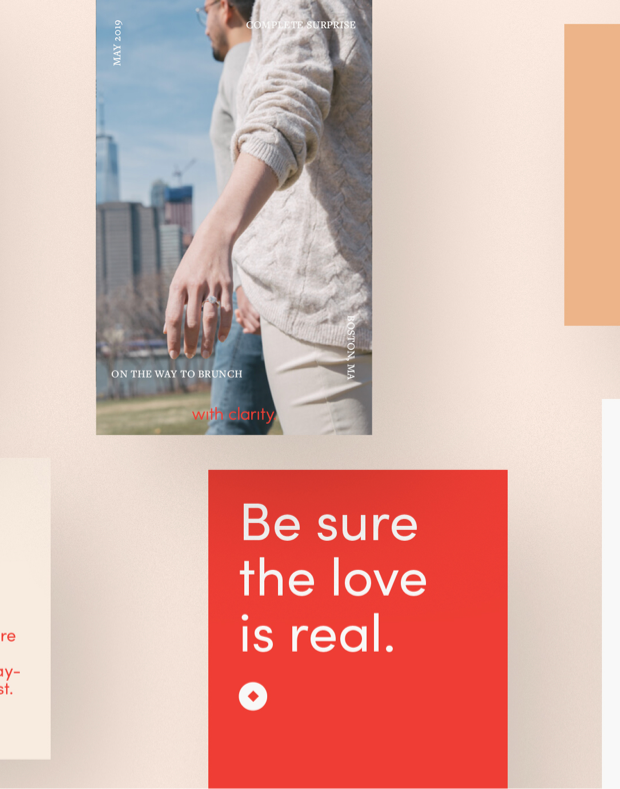 MAY 2019
COMPLETE SURPRISE
BOSTON, MA
ON THE WAY TO BRUNCH
with clarity
re
ay-
st.
Be sure
the love
is real.